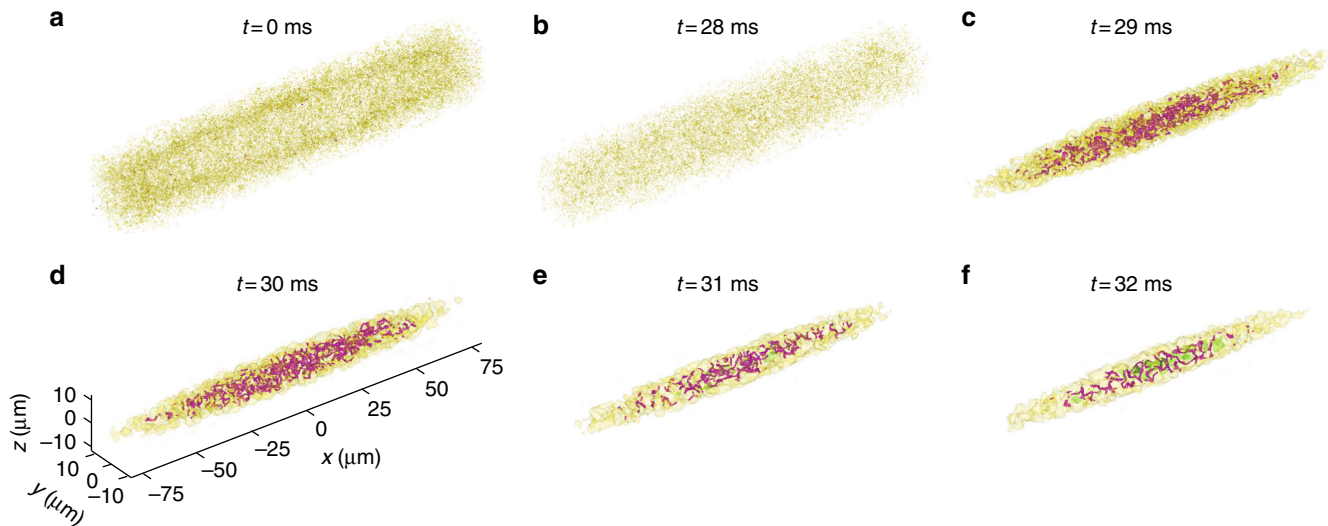 a
t = 0 ms
b
t = 28 ms
c
t = 29 ms
d
t = 30 ms
10
0
−10
z (μm)
10
0
−10
y (μm)
−75
−50
−25
0
25
50
75
x (μm)
e
t = 31 ms
f
t = 32 ms